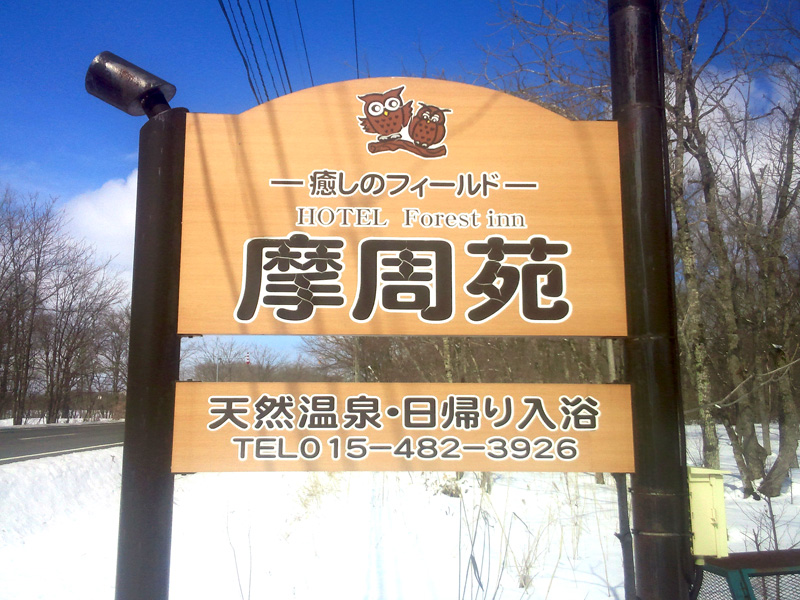 —癒しのフィールド—
HOTEL Forest inn
摩周苑
天然温泉・日帰り入浴
TEL015-482-3926